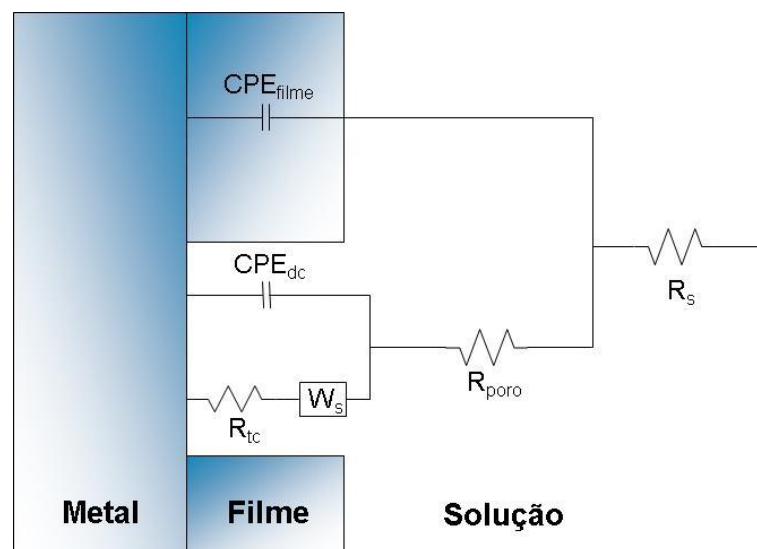 CPEfilme
CPEdc
Rs
Rporo
Ws
Rtc
Metal
Filme
Solução